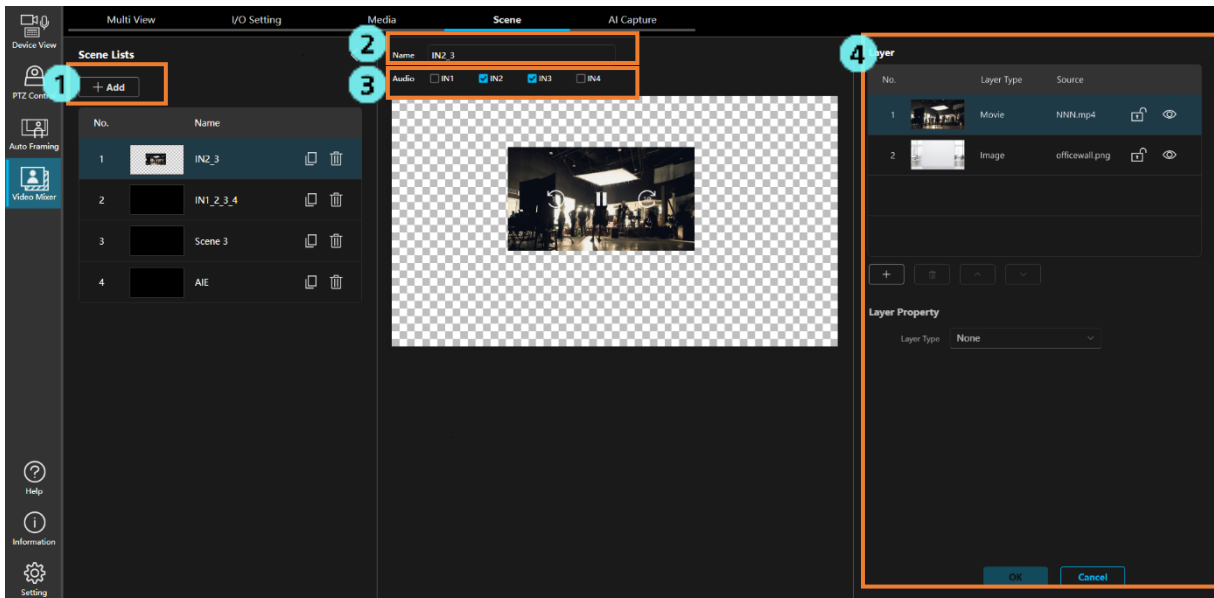 Multi View
I/O Setting
Media
Scene
AI Capture
Device View
PTZ Control
Auto Framing
Video Mixer
Help
Information
Setting
Scene Lists
1
+ Add
No. Name
1 IN2_3
2 IN1_2_3_4
3 Scene 3
4 AIE
2
Name IN2_3
3
Audio IN1 IN2 IN3 IN4
4
Layer
No. Layer Type Source
1 Movie NNN.mp4
2 Image officewall.png
+
Layer Property
Layer Type None
OK Cancel